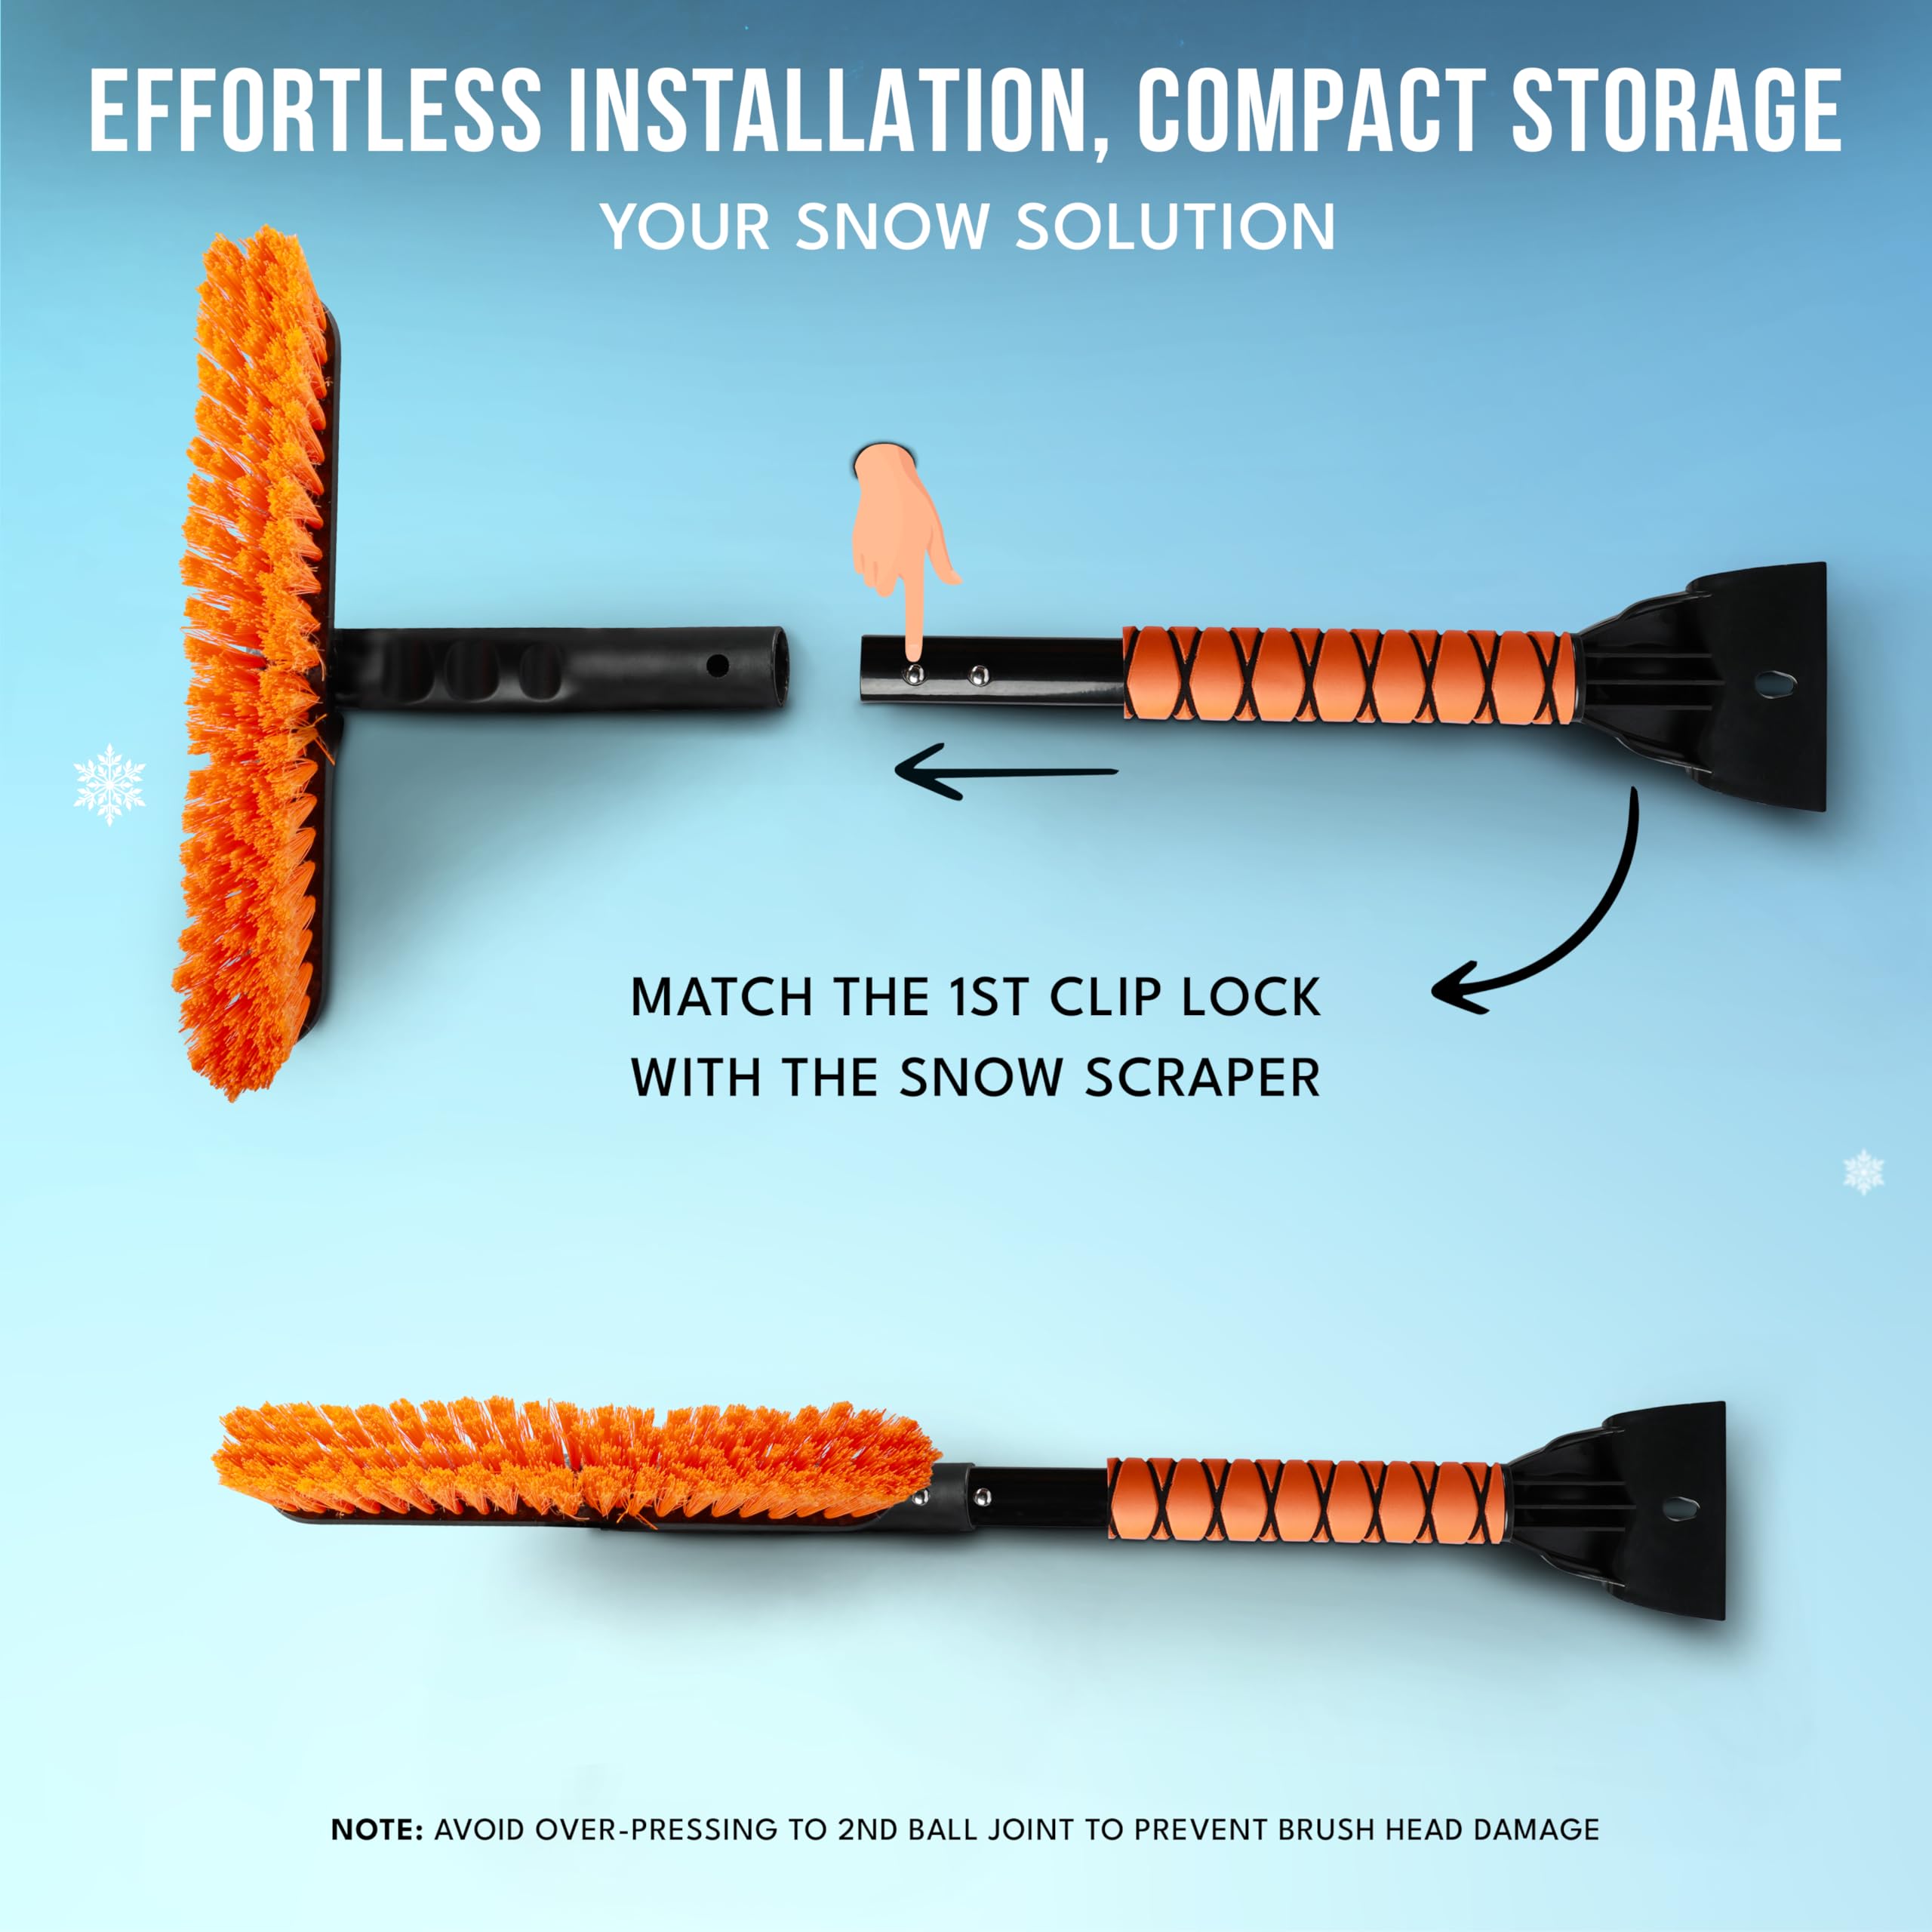 EFFORTLESS INSTALLATION, COMPACT STORAGE
YOUR SNOW SOLUTION
MATCH THE 1ST CLIP LOCK
WITH THE SNOW SCRAPER
NOTE: AVOID OVER-PRESSING TO 2ND BALL JOINT TO PREVENT BRUSH HEAD DAMAGE